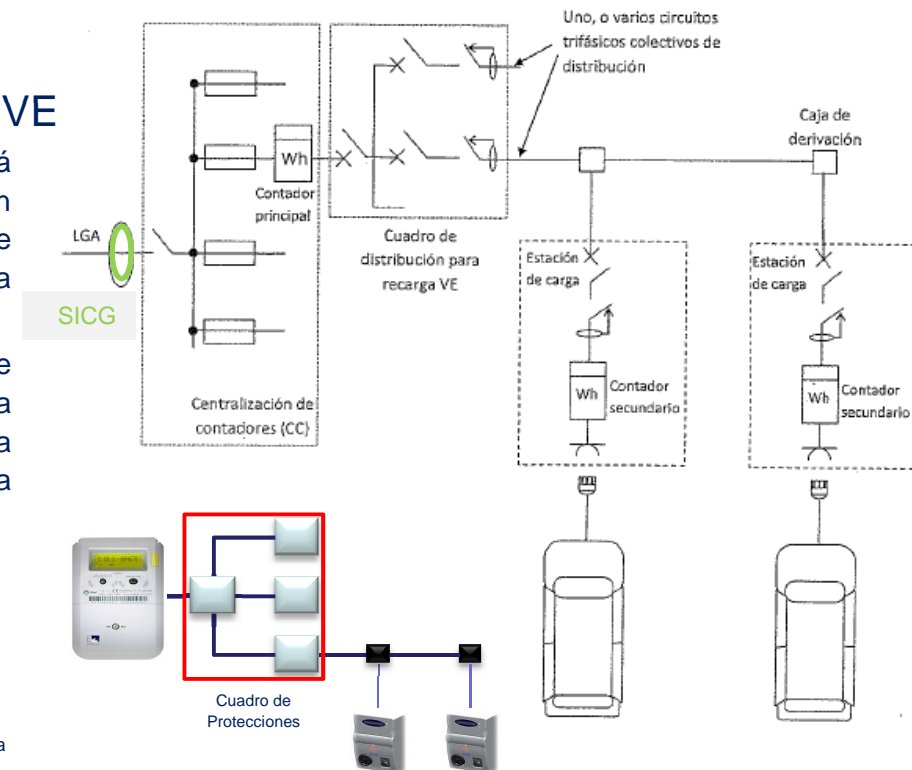 VE
á
n
e
a
e
a
a
a
Uno, o varios circuitos
trifásicos colectivos de
distribución
Caja de
derivación
LGA
SICG
Wh
Contador
principal
Cuadro de
distribución para
recarga VE
Centralización de
contadores (CC)
Estación
de carga
Wh
Contador
secundario
Estación
de carga
Wh
Contador
secundario
Cuadro de
Protecciones
a